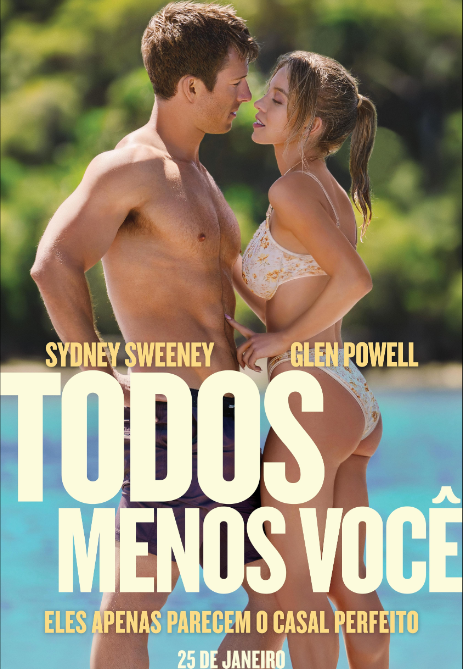 SYDNEY SWEENEY GLEN POWELL
TODOS
MENOS VOCÊ
ELES APENAS PARECEM O CASAL PERFEITO
25 DE JANEIRO